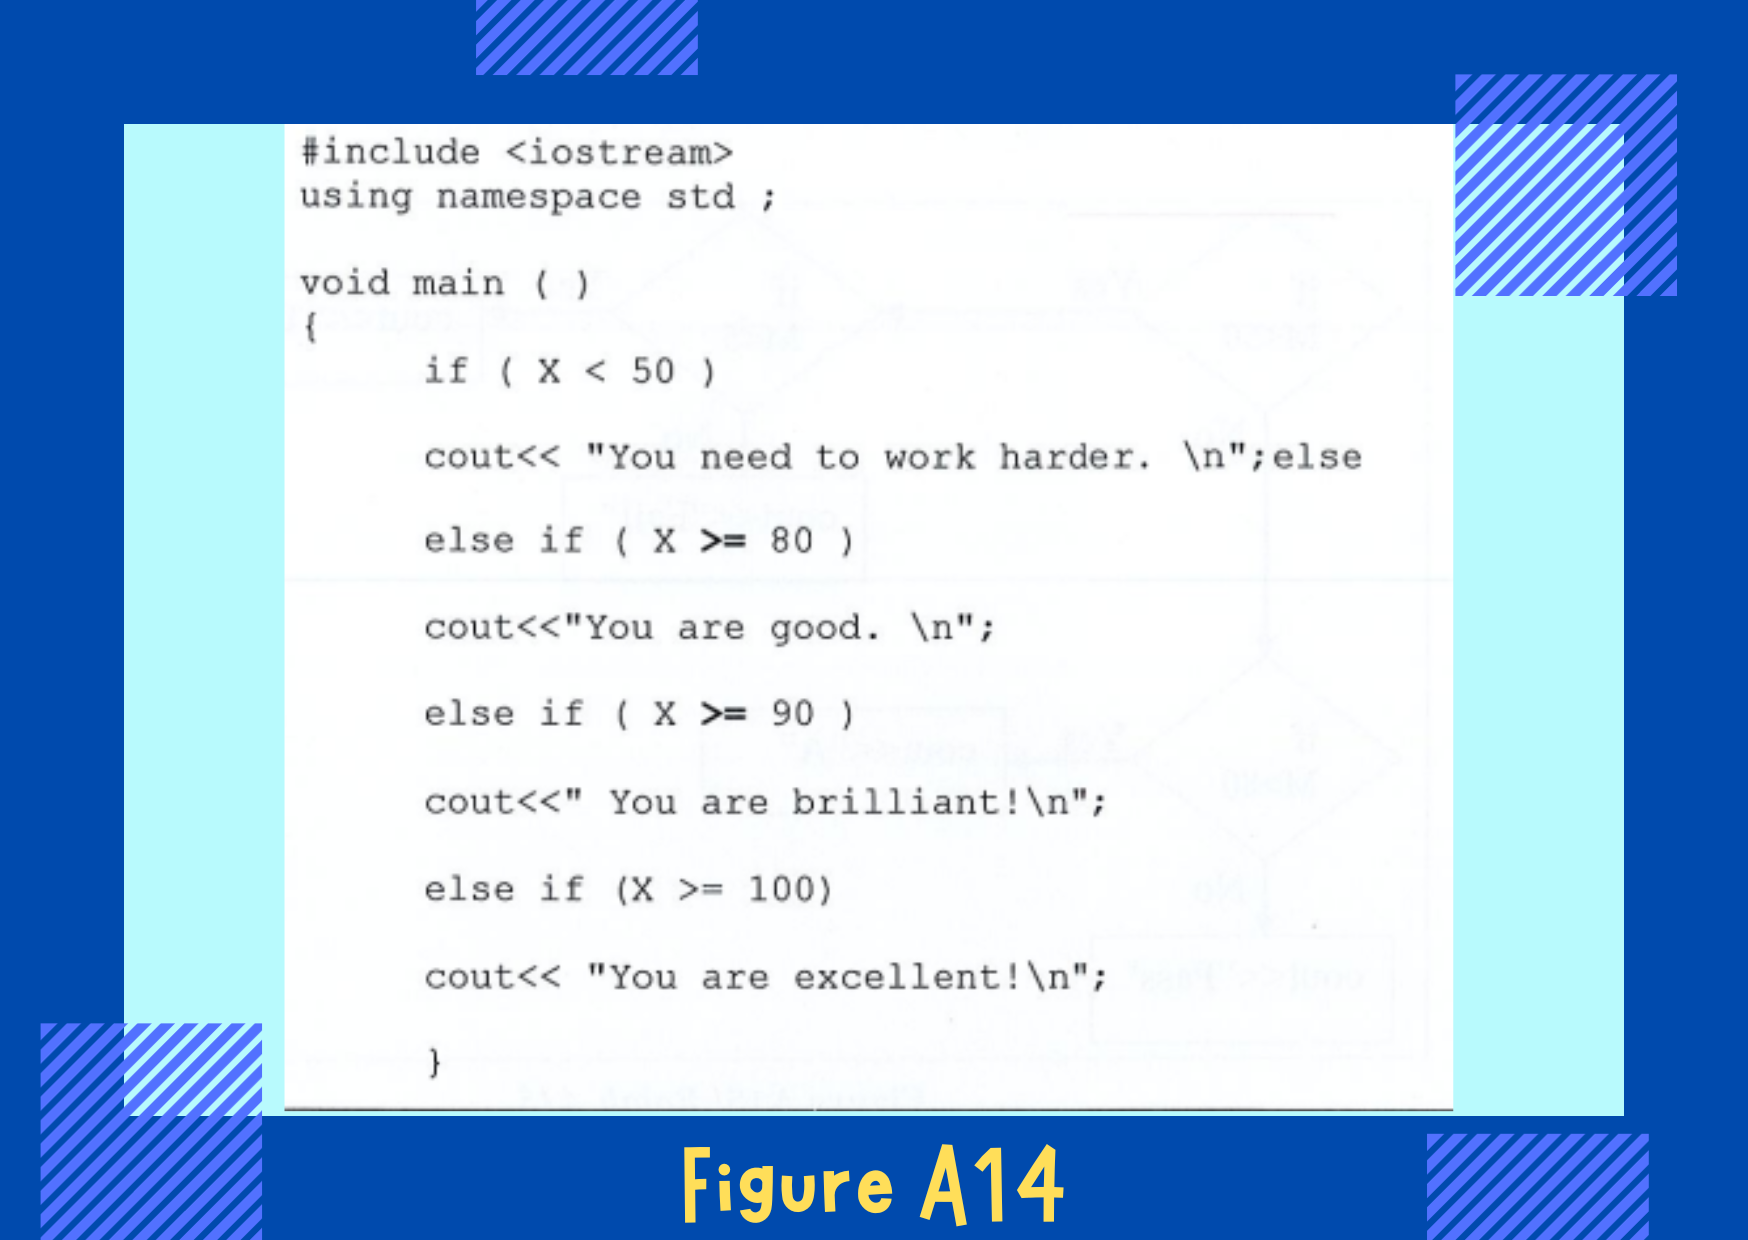 #include <iostream>
using namespace std ;
void main ( )
{
if ( X < 50 )
cout<< "You need to work harder. \n";else
else if ( X >= 80 )
cout<<"You are good. \n";
else if ( X >= 90 )
cout<<" You are brilliant!\n";
else if (X >= 100)
cout<< "You are excellent!\n";
}
Figure A14